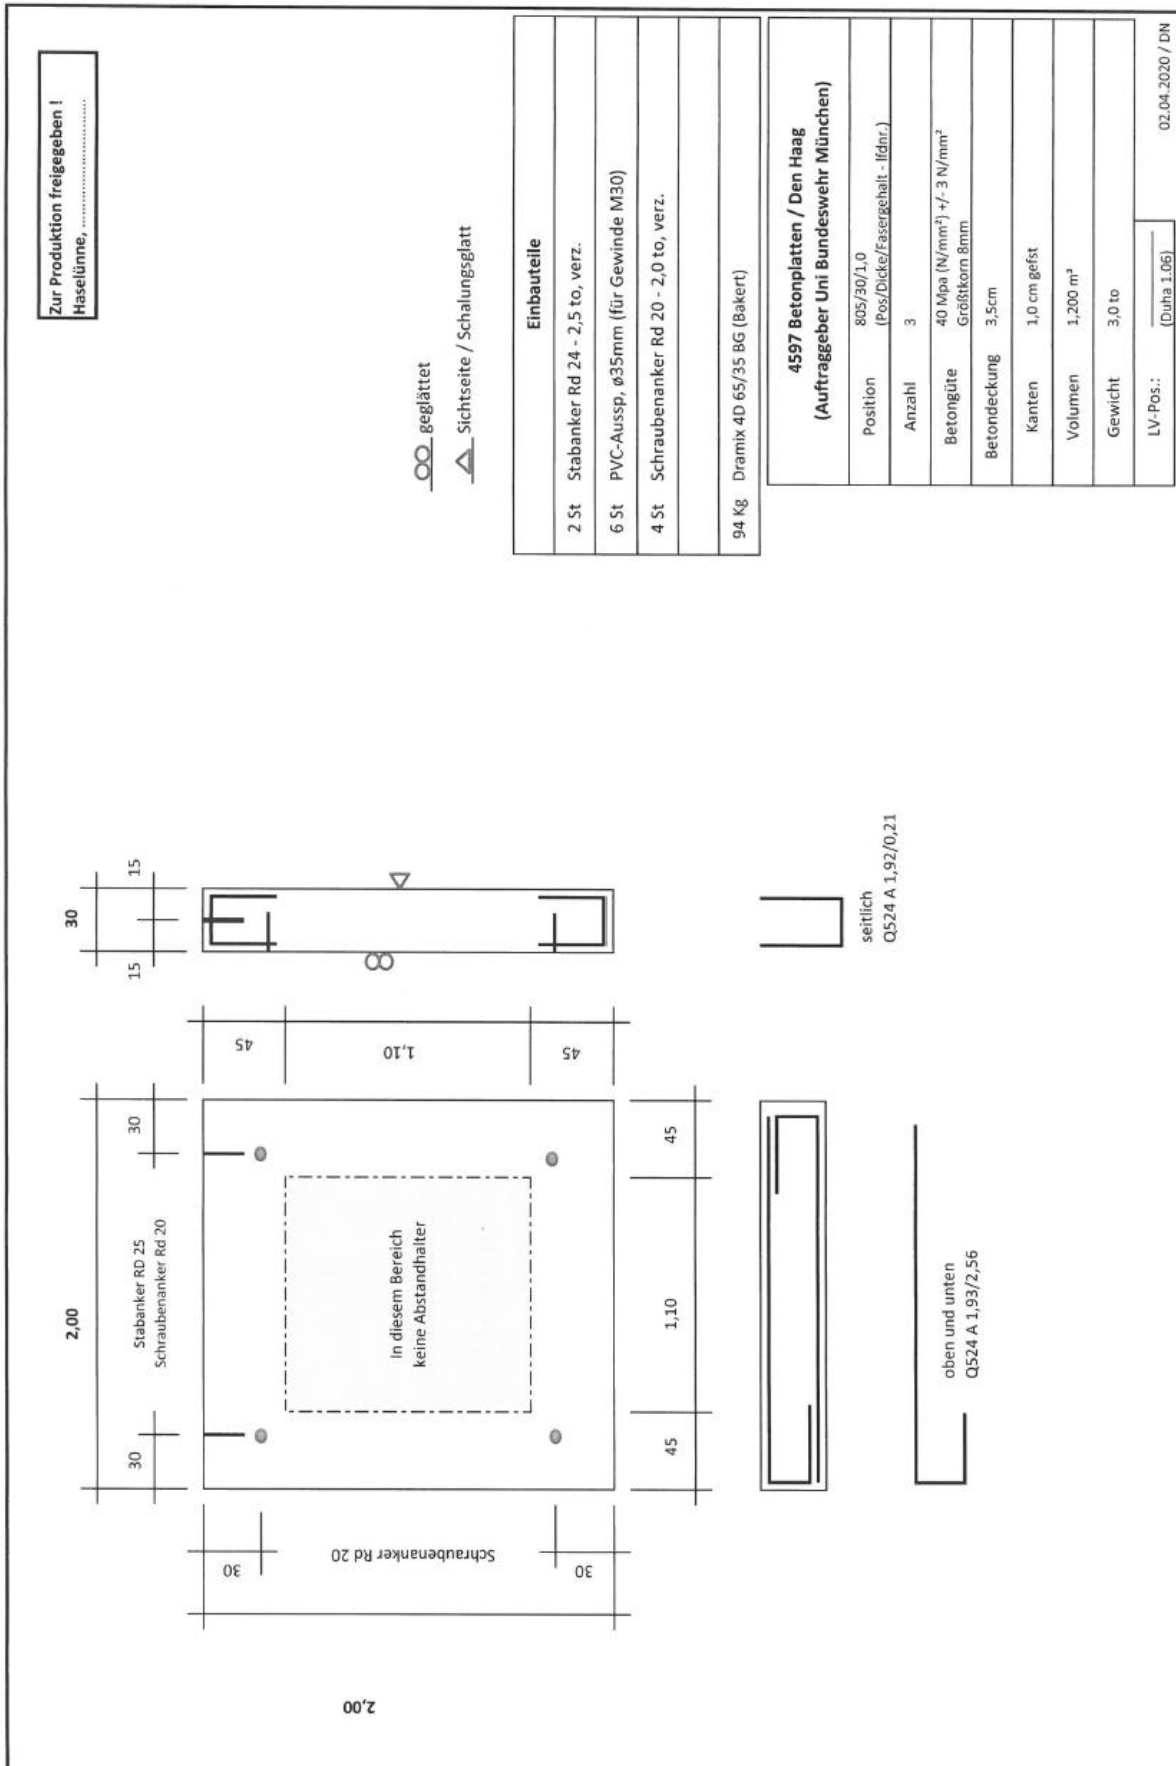 Zur Produktion freigegeben !
Haselünne, ..............................
geglättet
Sichtseite / Schalungsglatt
Einbauteile
2 St Stabanker Rd 24 - 2,5 to, verz.
6 St PVC-Aussp, ø35mm (für Gewinde M30)
4 St Schraubenanker Rd 20 - 2,0 to, verz.
94 Kg Dramix 4D 65/35 BG (Bakert)
4597 Betonplatten / Den Haag
(Auftraggeber Uni Bundeswehr München)
Position 805/30/1,0
(Pos/Dicke/Fasergehalt - lfdnr.)
Anzahl 3
Betongüte 40 Mpa (N/mm²) +/- 3 N/mm²
Größtkorn 8mm
Betondeckung 3,5cm
Kanten 1,0 cm gefst
Volumen 1,200 m³
Gewicht 3,0 to
LV-Pos.:
(Duha 1.06)
02.04.2020 / DN
2,00
30
Stabanker RD 25
Schraubenanker Rd 20
30
30
15
15
2,00
30
Schraubenanker Rd 20
30
In diesem Bereich
keine Abstandhalter
45
1,10
45
45
1,10
45
oben und unten
Q524 A 1,93/2,56
seitlich
Q524 A 1,92/0,21